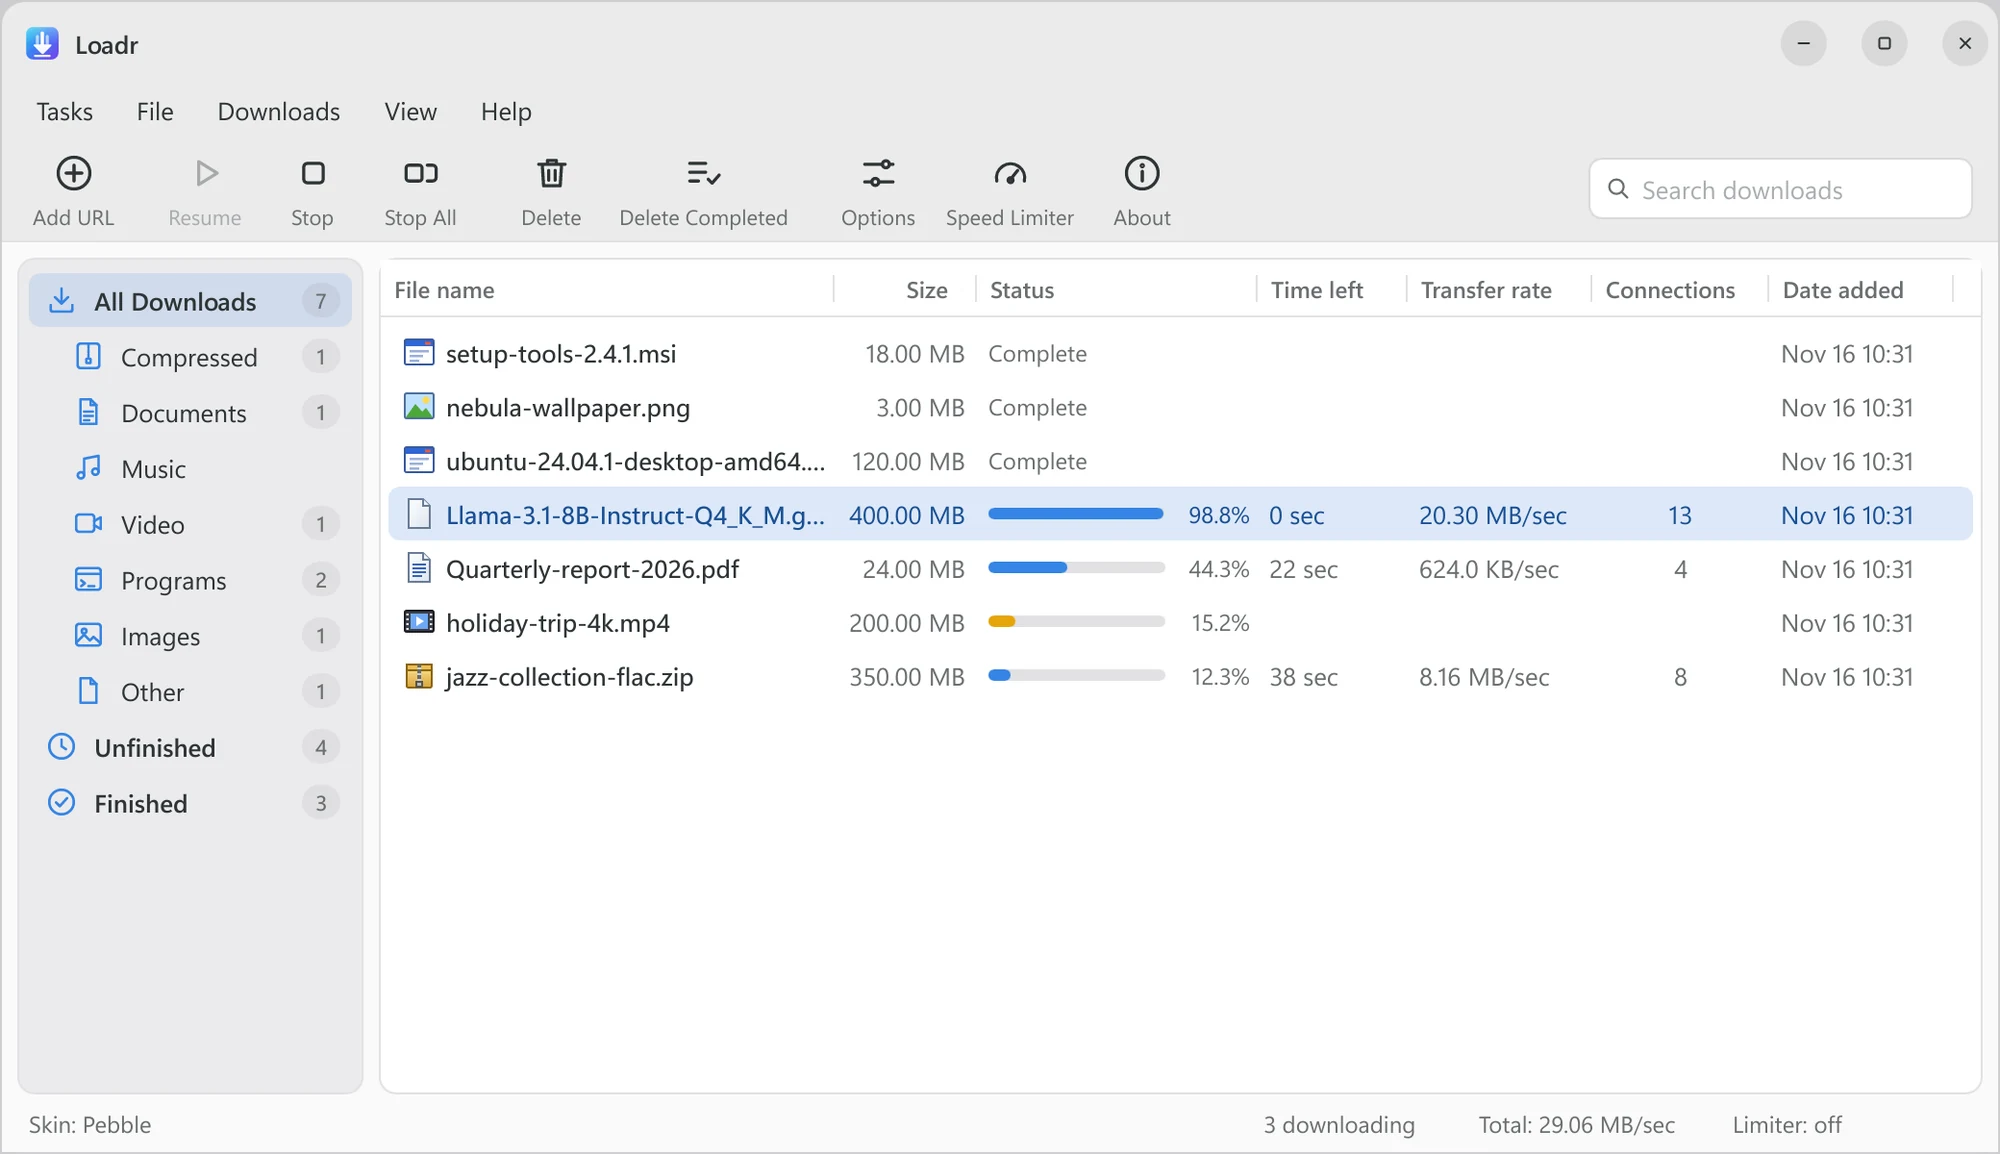 Loadr
Tasks File Downloads View Help
Add URL Resume Stop Stop All Delete Delete Completed Options Speed Limiter About Search downloads
All Downloads 7
Compressed 1
Documents 1
Music
Video 1
Programs 2
Images 1
Other 1
Unfinished 4
Finished 3
File name Size Status Time left Transfer rate Connections Date added
setup-tools-2.4.1.msi 18.00 MB Complete Nov 16 10:31
nebula-wallpaper.png 3.00 MB Complete Nov 16 10:31
ubuntu-24.04.1-desktop-amd64.... 120.00 MB Complete Nov 16 10:31
Llama-3.1-8B-Instruct-Q4_K_M.g... 400.00 MB 98.8% 0 sec 20.30 MB/sec 13 Nov 16 10:31
Quarterly-report-2026.pdf 24.00 MB 44.3% 22 sec 624.0 KB/sec 4 Nov 16 10:31
holiday-trip-4k.mp4 200.00 MB 15.2% Nov 16 10:31
jazz-collection-flac.zip 350.00 MB 12.3% 38 sec 8.16 MB/sec 8 Nov 16 10:31
Skin: Pebble 3 downloading Total: 29.06 MB/sec Limiter: off